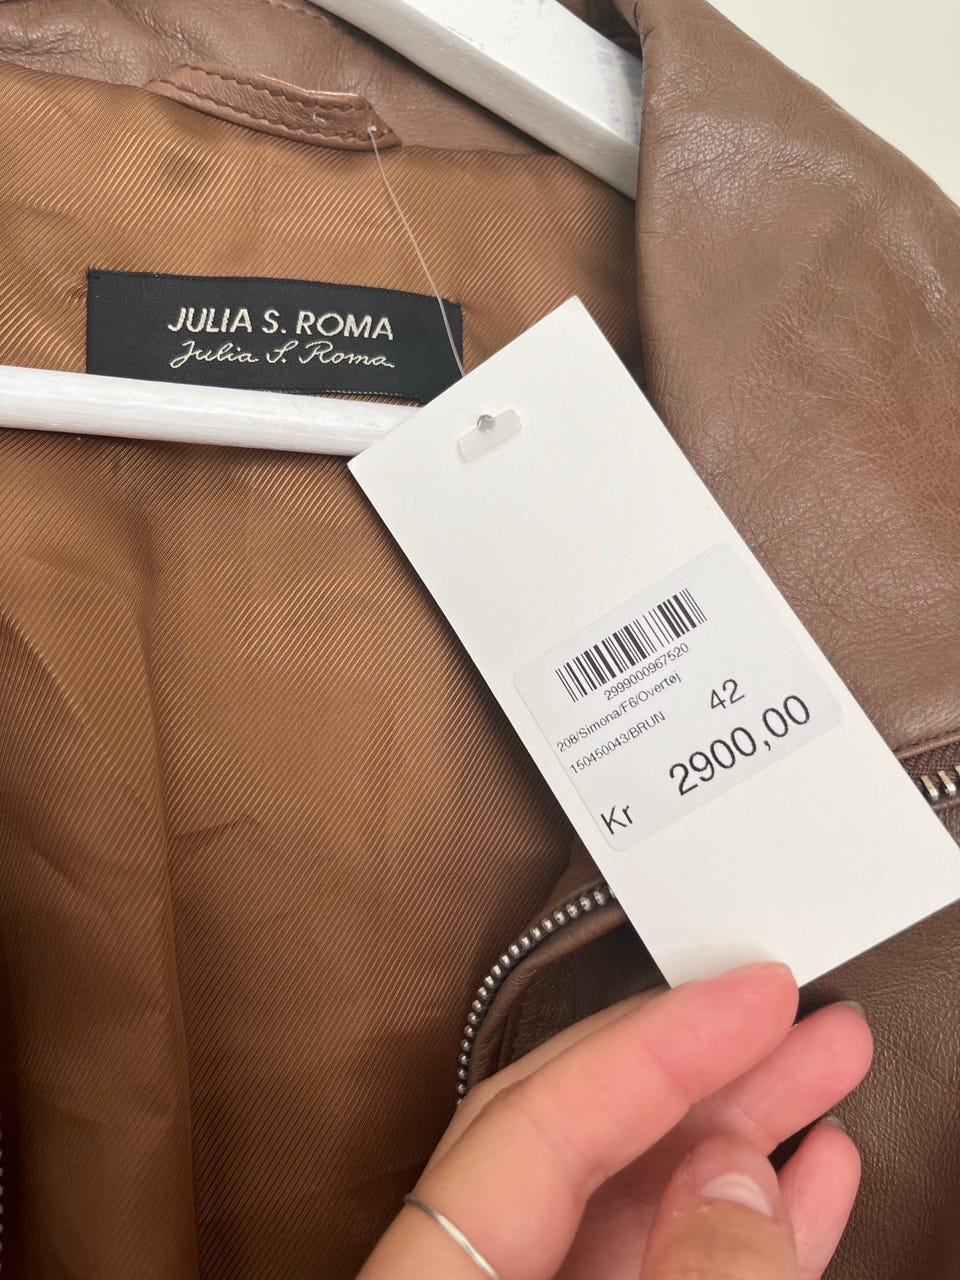 JULIA S. ROMA
Julia S. Roma
2999000967520
208/Simona/F6/Overtøj
150450043/BRUN 42
Kr 2900,00